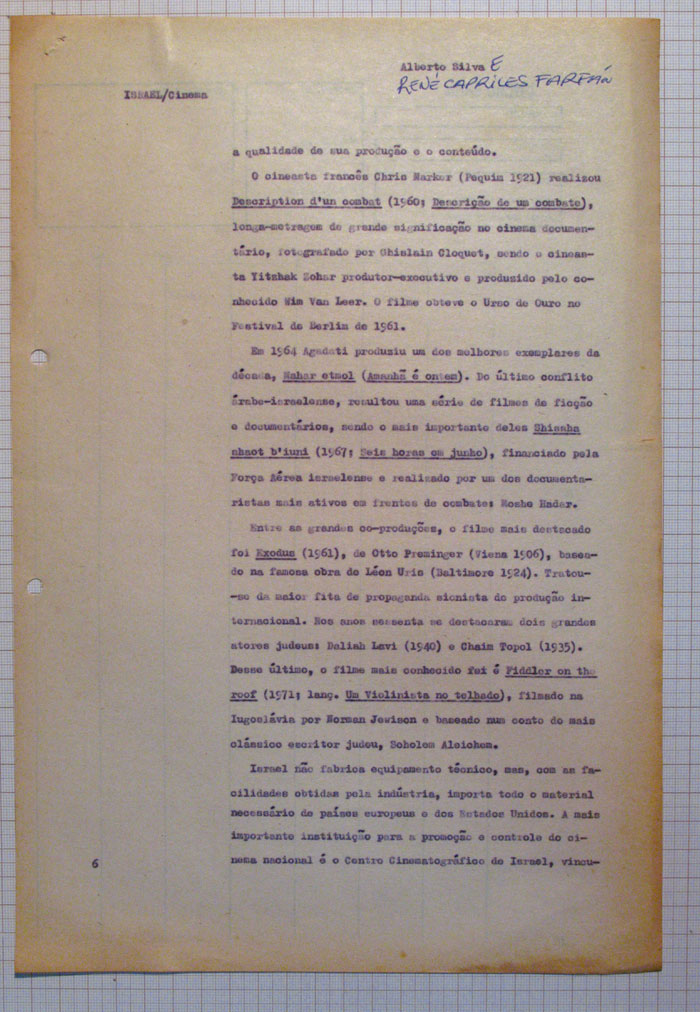 Alberto Silva E
RENÉ CAPRILES FARFÁN
ISRAEL/Cinema
a qualidade de sua produção e o conteúdo.
O cineasta francês Chris Marker (Pequim 1921) realizou
Description d'un combat (1960; Descrição de um combate),
longa-metragem de grande significação no cinema documen-
tário, fotografado por Ghislain Cloquet, sendo o cineas-
ta Yitzhak Zohar produtor-executivo e produzido pelo co-
nhecido Wim Van Leer. O filme obteve o Urso de Ouro no
Festival de Berlim de 1961.
Em 1964 Agadati produziu um dos melhores exemplares da
década, Mahar etmol (Amanhã é ontem). Do último conflito
árabe-israelense, resultou uma série de filmes de ficção
e documentários, sendo o mais importante deles Shisaha
shaot b'iuni (1967; Seis horas em junho), financiado pela
Força Aérea israelense e realizado por um dos documenta-
ristas mais ativos em frentes de combate: Moshe Hadar.
Entre as grandes co-produções, o filme mais destacado
foi Exodus (1961), de Otto Preminger (Viena 1906), basea-
do na famosa obra de Léon Uris (Baltimore 1924). Tratou-
-se da maior fita de propaganda sionista de produção in-
ternacional. Nos anos sessenta se destacaram dois grandes
atores judeus: Daliah Lavi (1940) e Chaim Topol (1935).
Desse último, o filme mais conhecido foi é Fiddler on the
roof (1971; lanç. Um Violinista no telhado), filmado na
Iugoslávia por Norman Jewison e baseado num conto do mais
clássico escritor judeu, Scholem Aleichem.
Israel não fabrica equipamento técnico, mas, com as fa-
cilidades obtidas pela indústria, importa todo o material
necessário de países europeus e dos Estados Unidos. A mais
importante instituição para a promoção e controle do ci-
nema nacional é o Centro Cinematográfico de Israel, vincu-
6